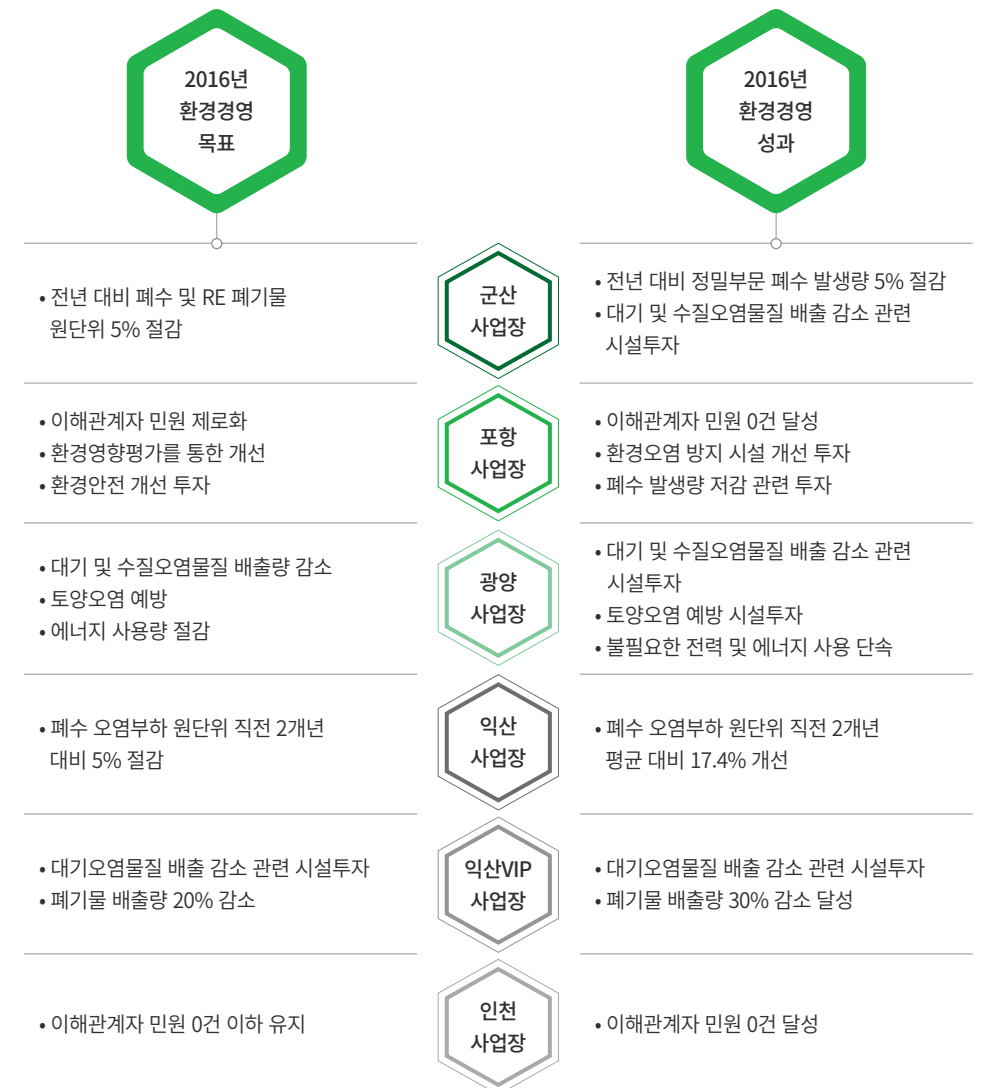 2016년
환경경영
목표
2016년
환경경영
성과
• 전년 대비 폐수 및 RE 폐기물
원단위 5% 절감
군산
사업장
• 전년 대비 정밀부문 폐수 발생량 5% 절감
• 대기 및 수질오염물질 배출 감소 관련
시설투자
• 이해관계자 민원 제로화
• 환경영향평가를 통한 개선
• 환경안전 개선 투자
포항
사업장
• 이해관계자 민원 0건 달성
• 환경오염 방지 시설 개선 투자
• 폐수 발생량 저감 관련 투자
• 대기 및 수질오염물질 배출량 감소
• 토양오염 예방
• 에너지 사용량 절감
광양
사업장
• 대기 및 수질오염물질 배출 감소 관련
시설투자
• 토양오염 예방 시설투자
• 불필요한 전력 및 에너지 사용 단속
• 폐수 오염부하 원단위 직전 2개년
대비 5% 절감
익산
사업장
• 폐수 오염부하 원단위 직전 2개년
평균 대비 17.4% 개선
• 대기오염물질 배출 감소 관련 시설투자
• 폐기물 배출량 20% 감소
익산VIP
사업장
• 대기오염물질 배출 감소 관련 시설투자
• 폐기물 배출량 30% 감소 달성
• 이해관계자 민원 0건 이하 유지
인천
사업장
• 이해관계자 민원 0건 달성